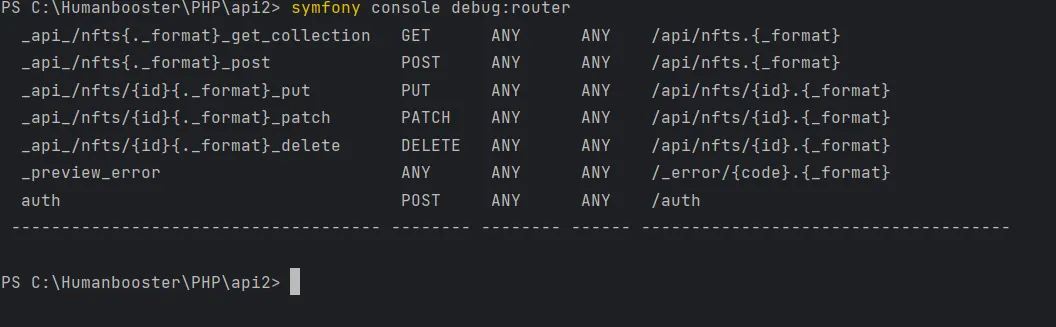 PS C:\Humanbooster\PHP\api2> symfony console debug:router
_api_/nfts{._format}_get_collection GET ANY ANY /api/nfts.{_format}
_api_/nfts{._format}_post POST ANY ANY /api/nfts.{_format}
_api_/nfts/{id}{._format}_put PUT ANY ANY /api/nfts/{id}.{_format}
_api_/nfts/{id}{._format}_patch PATCH ANY ANY /api/nfts/{id}.{_format}
_api_/nfts/{id}{._format}_delete DELETE ANY ANY /api/nfts/{id}.{_format}
_preview_error ANY ANY ANY /_error/{code}.{_format}
auth POST ANY ANY /auth
------------------------------------- -------- -------- ------ -------------------------------------
PS C:\Humanbooster\PHP\api2>